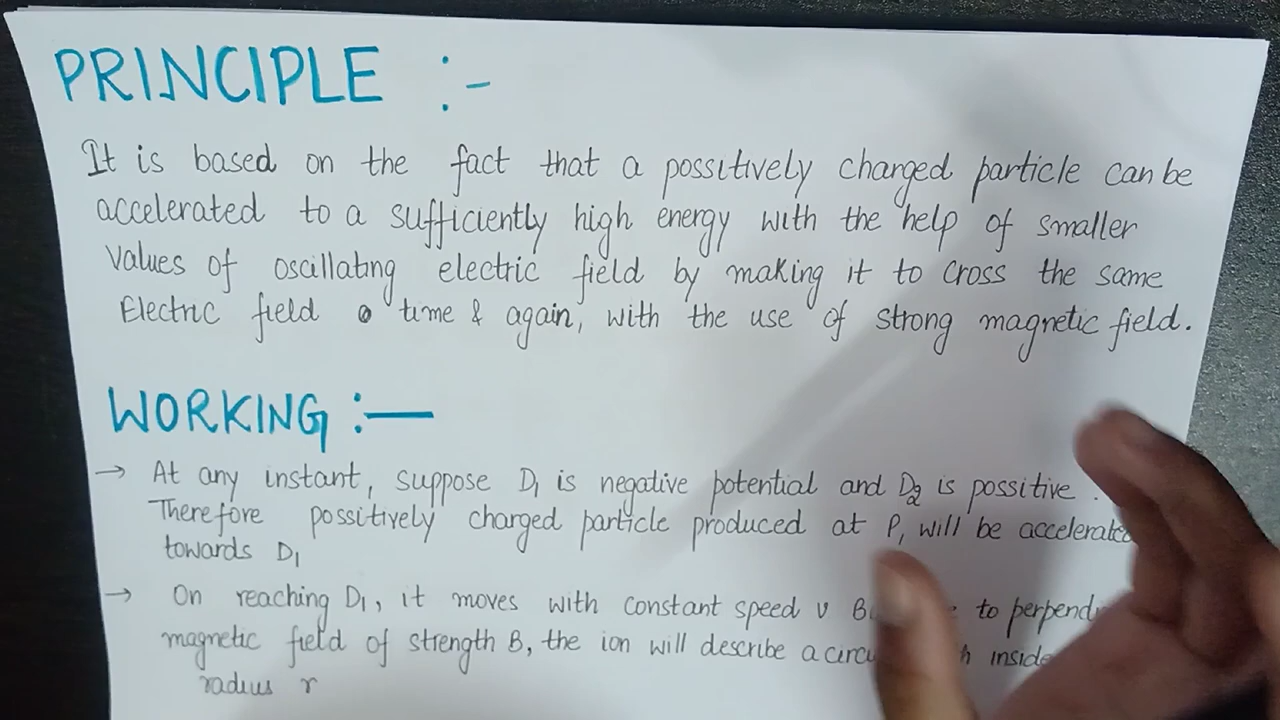 PRINCIPLE :-
It is based on the fact that a possitively charged particle can be
accelerated to a sufficiently high energy with the help of smaller
values of oscillating electric field by making it to cross the same
Electric field time & again, with the use of strong magnetic field.
WORKING :-
→ At any instant, suppose D1 is negative potential and D2 is possitive.
Therefore possitively charged particle produced at P, will be accelerated
towards D1
→ On reaching D1, it moves with constant speed v to
magnetic field of strength B, the ion will describe a
radius r